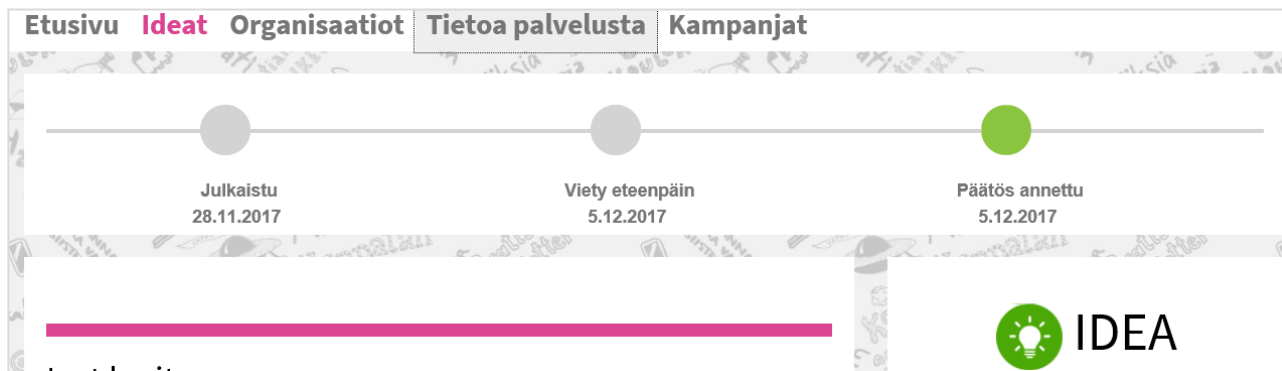 Etusivu Ideat Organisaatiot Tietoa palvelusta Kampanjat
Julkaistu
28.11.2017
Viety eteenpäin
5.12.2017
Päätös annettu
5.12.2017
IDEA